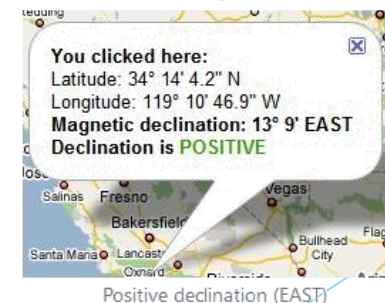 You clicked here:
Latitude: 34° 14' 4.2" N
Longitude: 119° 10' 46.9" W
Magnetic declination: 13° 9' EAST
Declination is POSITIVE
Salinas Fresno
Vegas
Bakersfield
Bullhead City
Santa Maria
Oxnard
Positive declination (EAST)